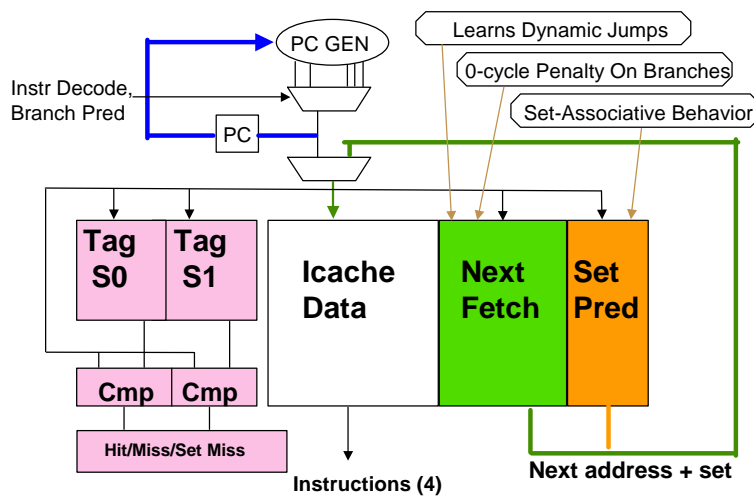 PC GEN
Learns Dynamic Jumps
0-cycle Penalty On Branches
Set-Associative Behavior
Instr Decode,
Branch Pred
PC
Tag
S0
Tag
S1
Icache
Data
Next
Fetch
Set
Pred
Cmp
Cmp
Hit/Miss/Set Miss
Instructions (4)
Next address + set